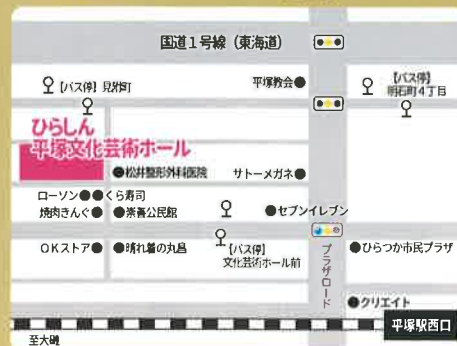 国道1号線（東海道）
【バス停】見附町
平塚教会●
【バス停】
明石町4丁目
ひらしん
平塚文化芸術ホール
●松井整形外科医院
サトーメガネ●
ローソン●●くら寿司
焼肉きんぐ●
●崇善公民館
●セブンイレブン
OKストア●
●晴れ着の丸昌
【バス停】
文化芸術ホール前
プラザロード
●ひらつか市民プラザ
●クリエイト
平塚駅西口
至大磯